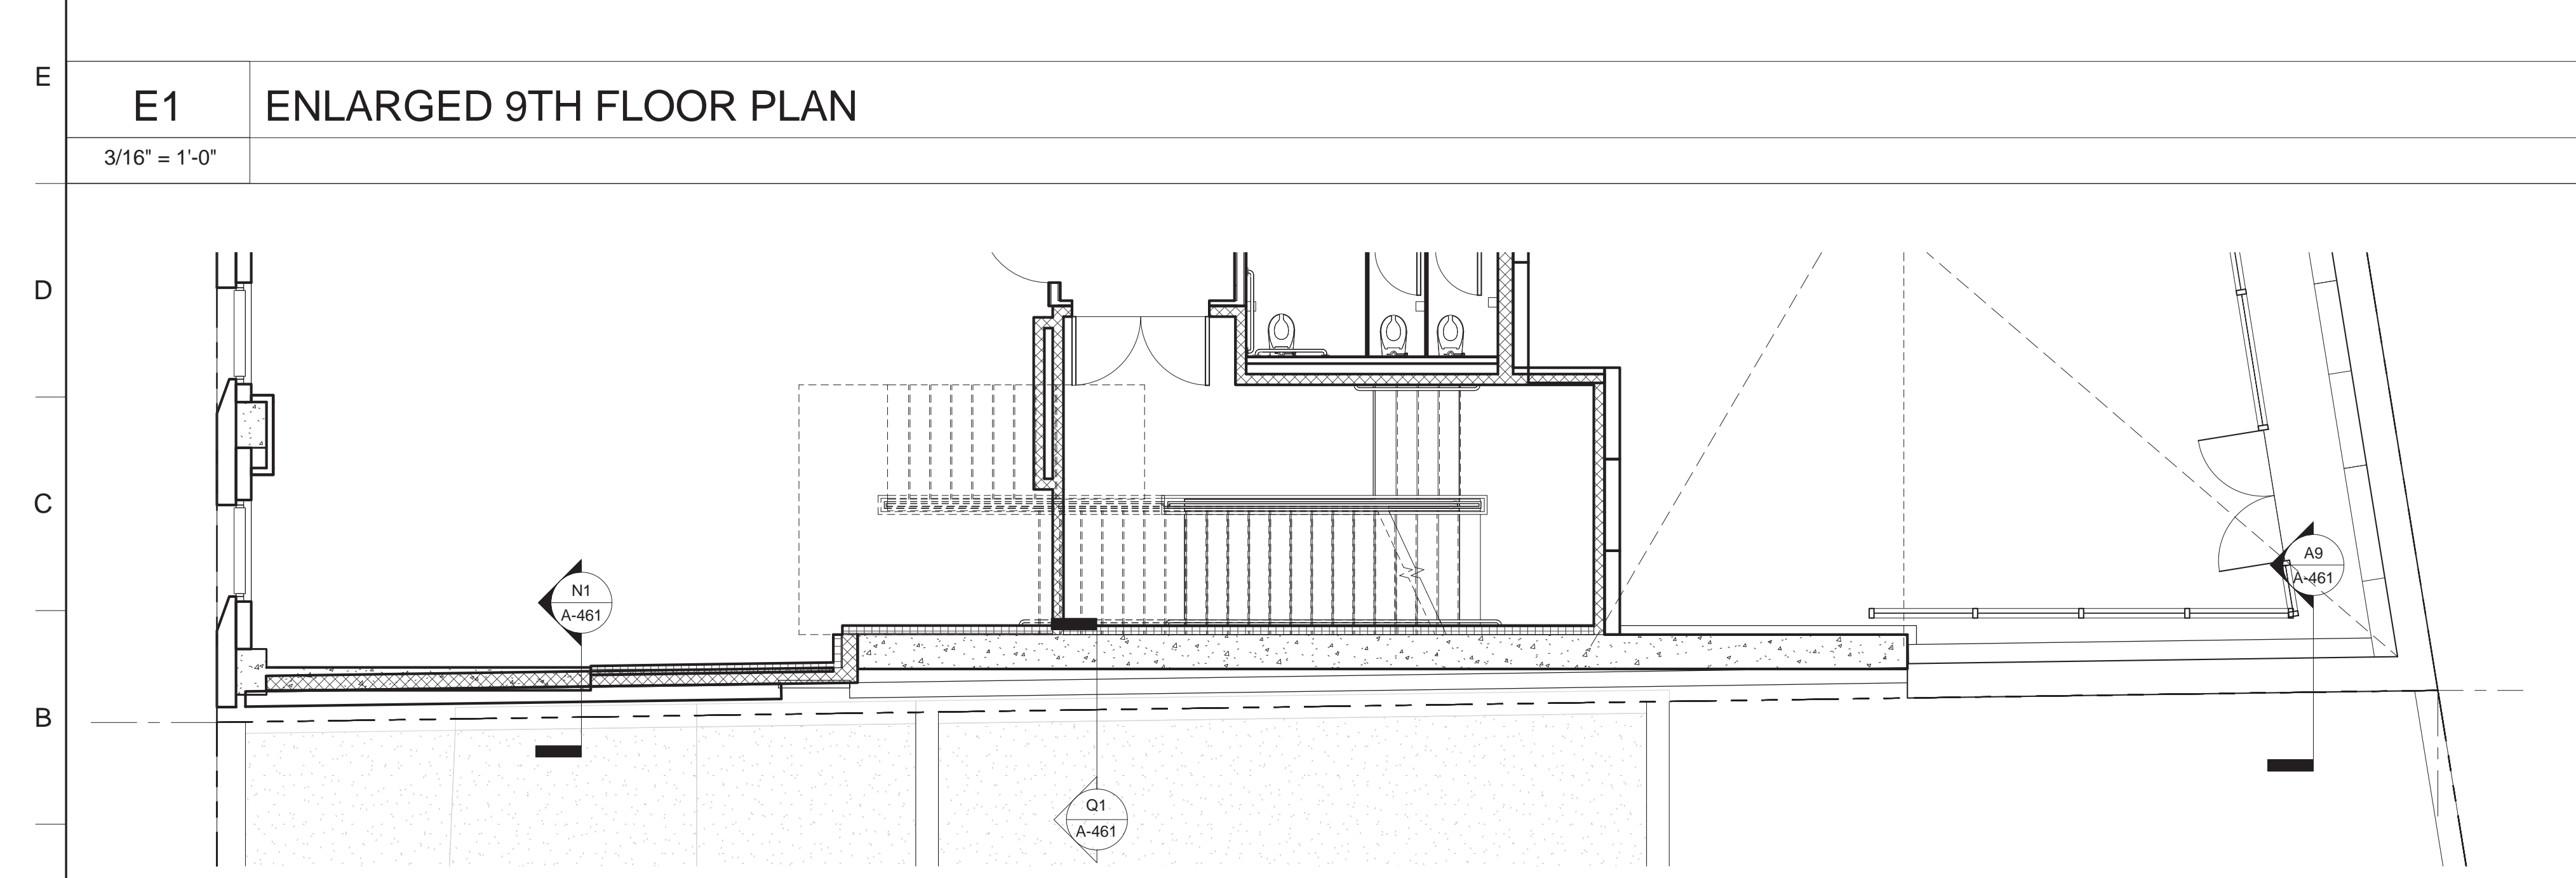 E
E1
ENLARGED 9TH FLOOR PLAN
3/16" = 1'-0"
D
C
B
N1
A-461
Q1
A-461
A9
A-461